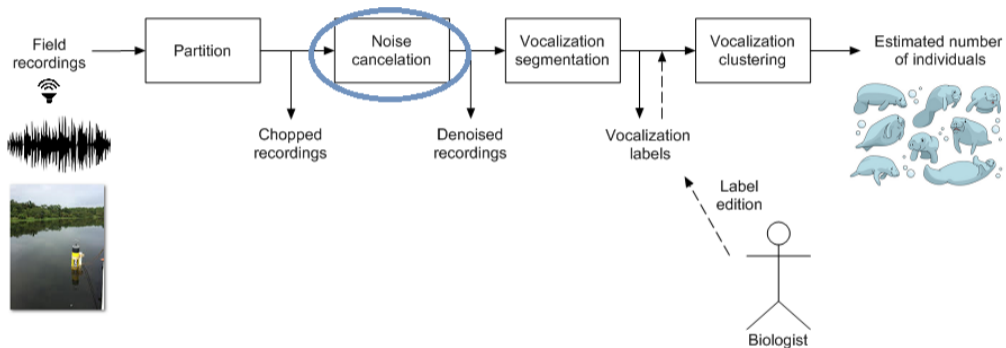 Field
recordings
Partition
Noise
cancelation
Vocalization
segmentation
Vocalization
clustering
Estimated number
of individuals
Chopped
recordings
Denoised
recordings
Vocalization
labels
Label
edition
Biologist